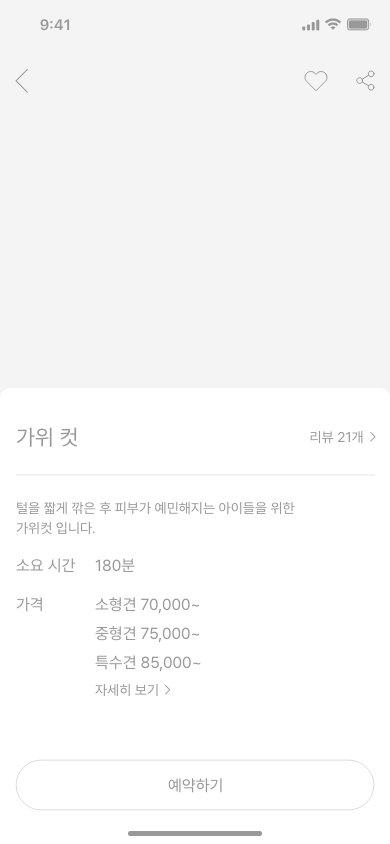 9:41
가위 컷
리뷰 21개
털을 짧게 깎은 후 피부가 예민해지는 아이들을 위한
가위컷 입니다.
소요 시간 180분
가격 소형견 70,000~
중형견 75,000~
특수견 85,000~
자세히 보기
예약하기